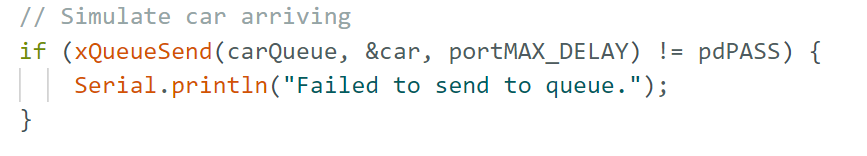 // Simulate car arriving
if (xQueueSend(carQueue, &car, portMAX_DELAY) != pdPASS) {
    Serial.println("Failed to send to queue.");
}